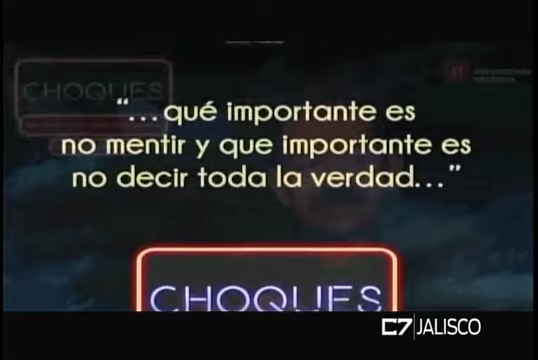 CHOQUES
"...qué importante es
no mentir y que importante es
no decir toda la verdad..."
CHOQUES
C7 JALISCO